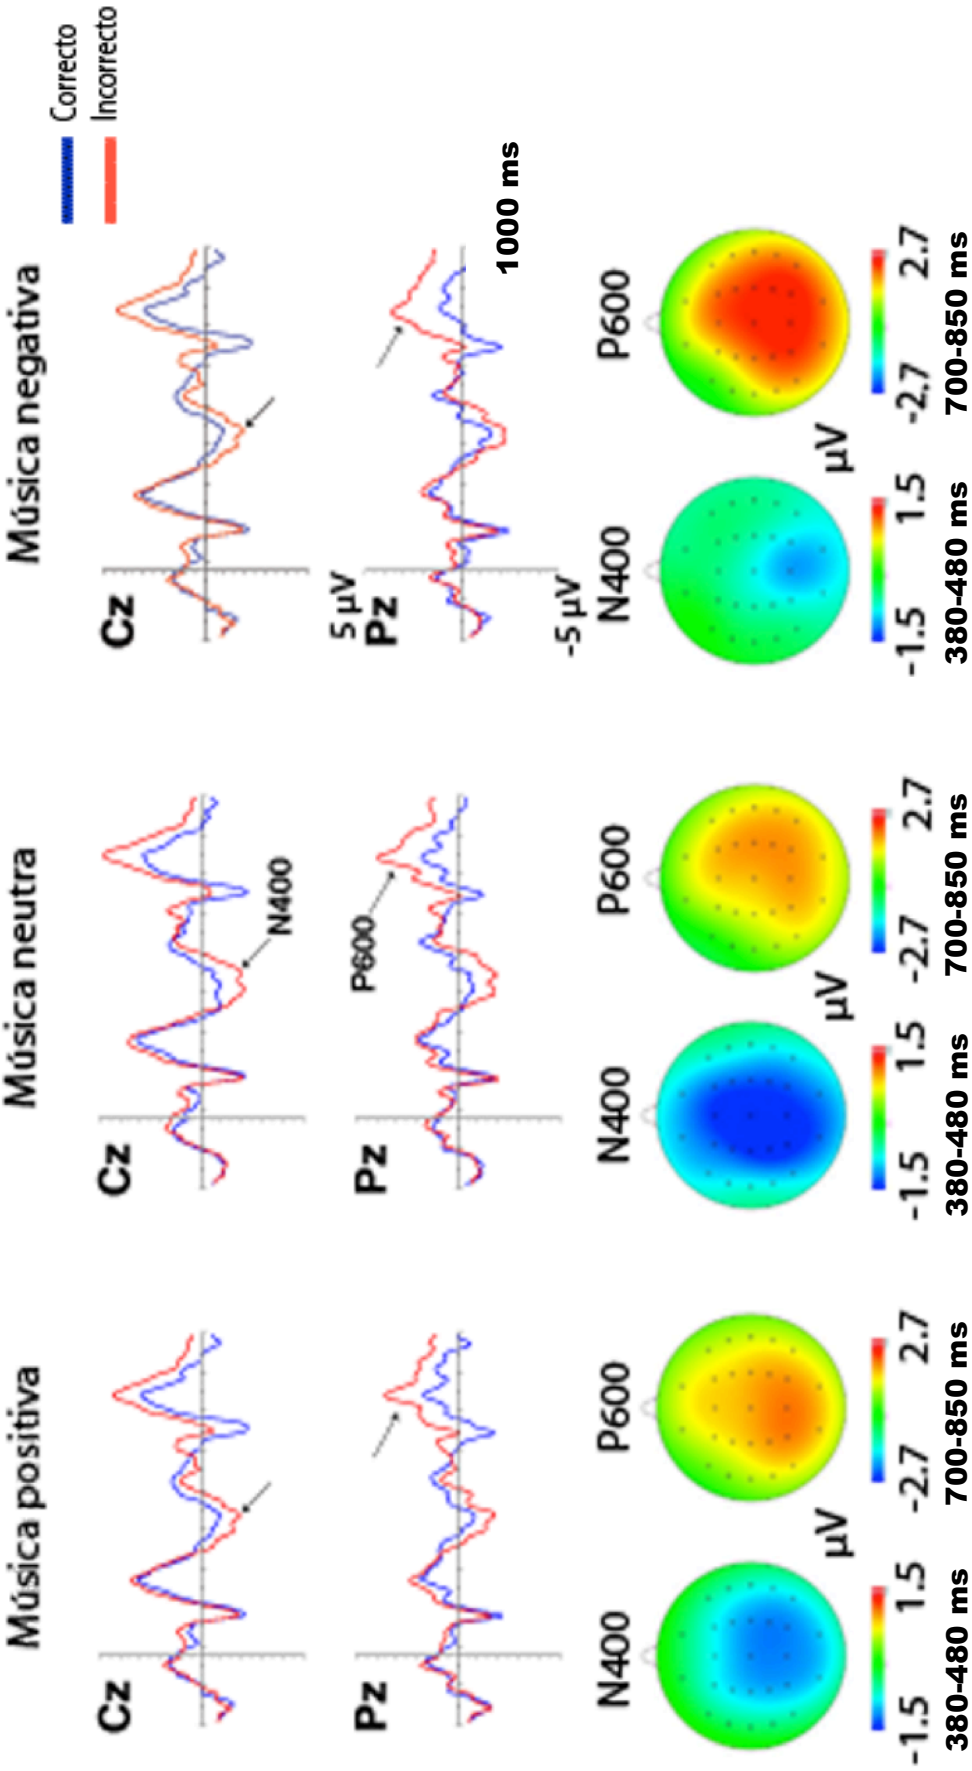 Música positiva
Música neutra
Música negativa
Correcto
Incorrecto
Cz
Cz
Cz
N400
5 µV
Pz
Pz
Pz
P600
-5 µV
1000 ms
N400
P600
N400
P600
N400
P600
µV
µV
µV
-1.5
1.5
-2.7
2.7
-1.5
1.5
-2.7
2.7
-1.5
1.5
-2.7
2.7
380-480 ms
700-850 ms
380-480 ms
700-850 ms
380-480 ms
700-850 ms